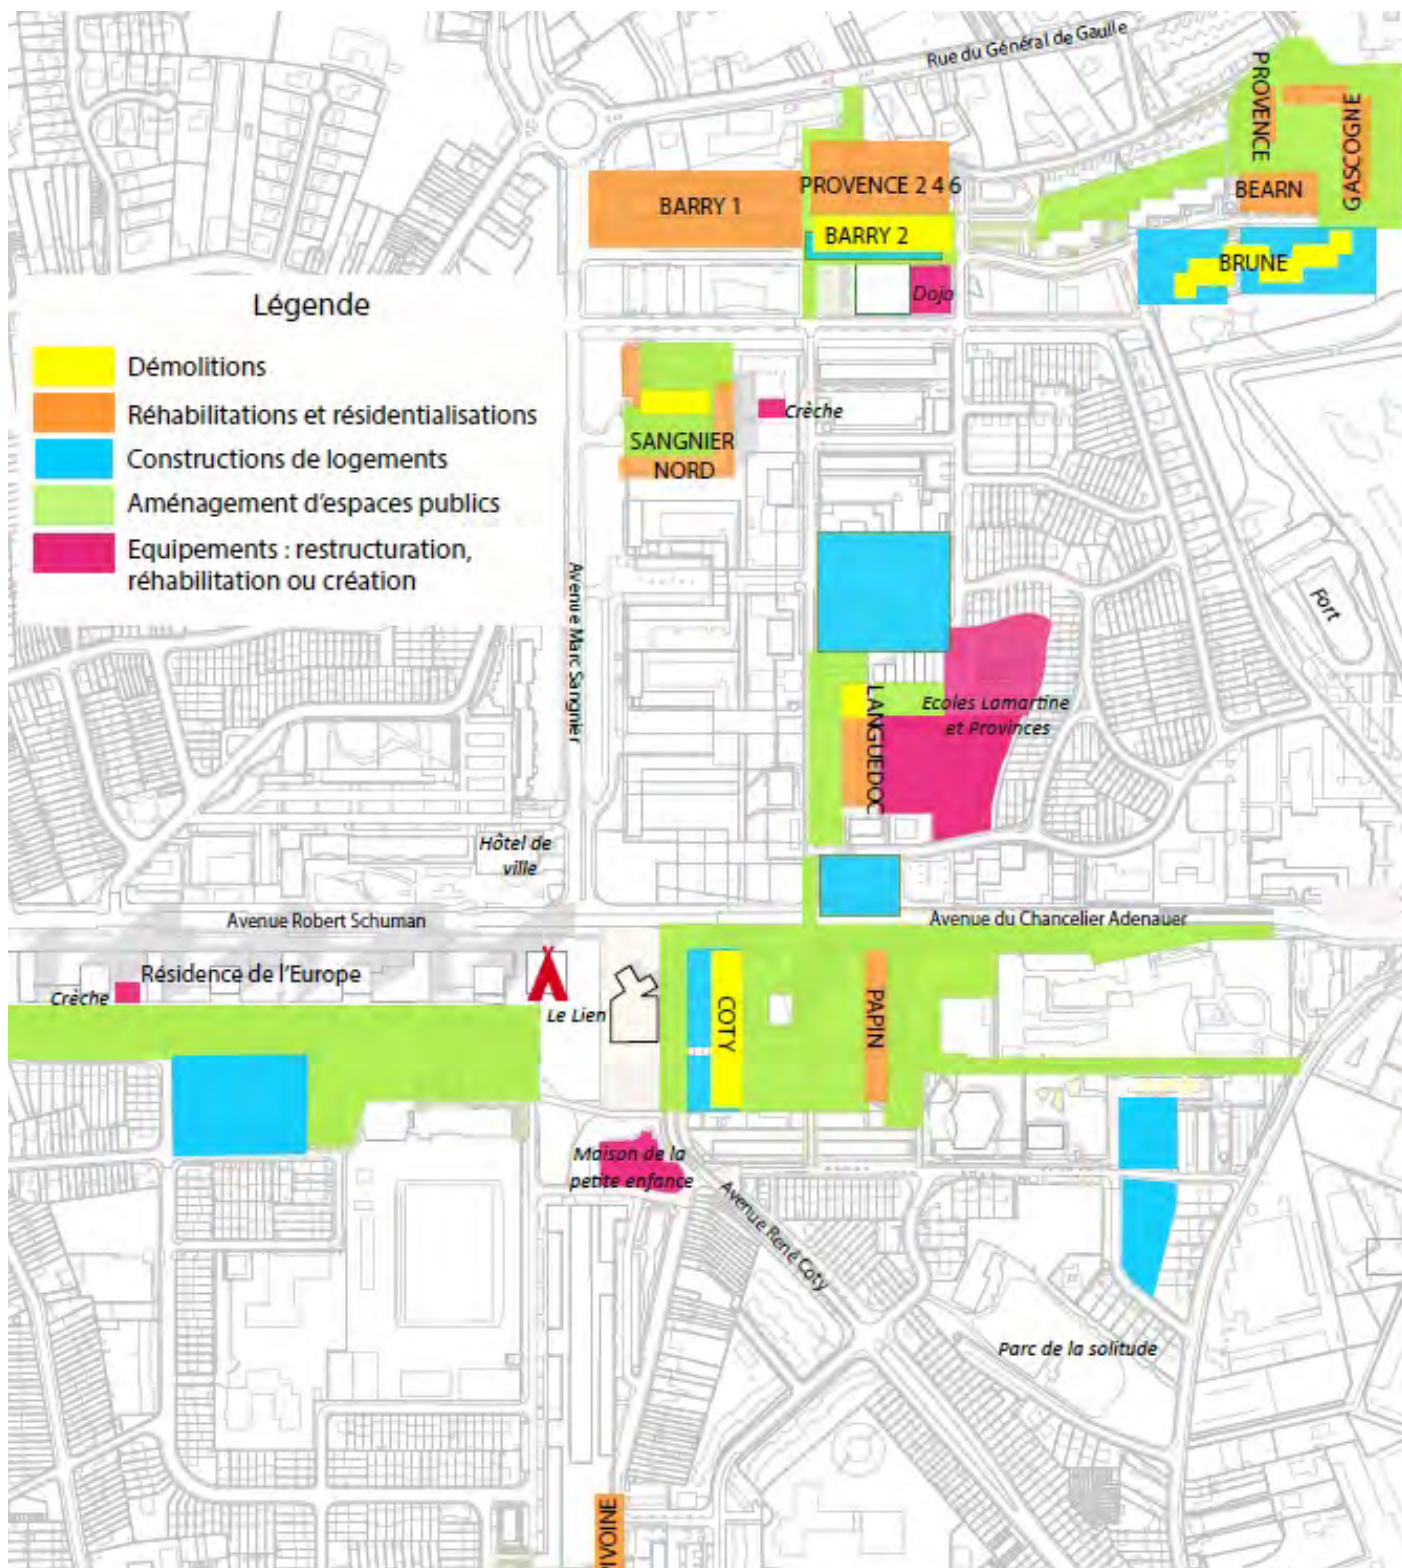 Rue du Général de Gaulle
PROVENCE
GASCOGNE
BEARN
PROVENCE 2 4 6
BARRY 1
BARRY 2
BRUNE
Dojo
Légende
Démolitions
Réhabilitations et résidentialisations
Constructions de logements
Aménagement d'espaces publics
Equipements : restructuration,
réhabilitation ou création
Crèche
SANGNIER
NORD
Avenue Marc Sangnier
Fort
LANGUEDOC
Ecoles Lamartine
et Provinces
Hôtel de
ville
Avenue Robert Schuman
Avenue du Chancelier Adenauer
Résidence de l'Europe
Crèche
Le Lien
COTY
PAPIN
Maison de la
petite enfance
Avenue René Coty
Parc de la solitude
IVOINE